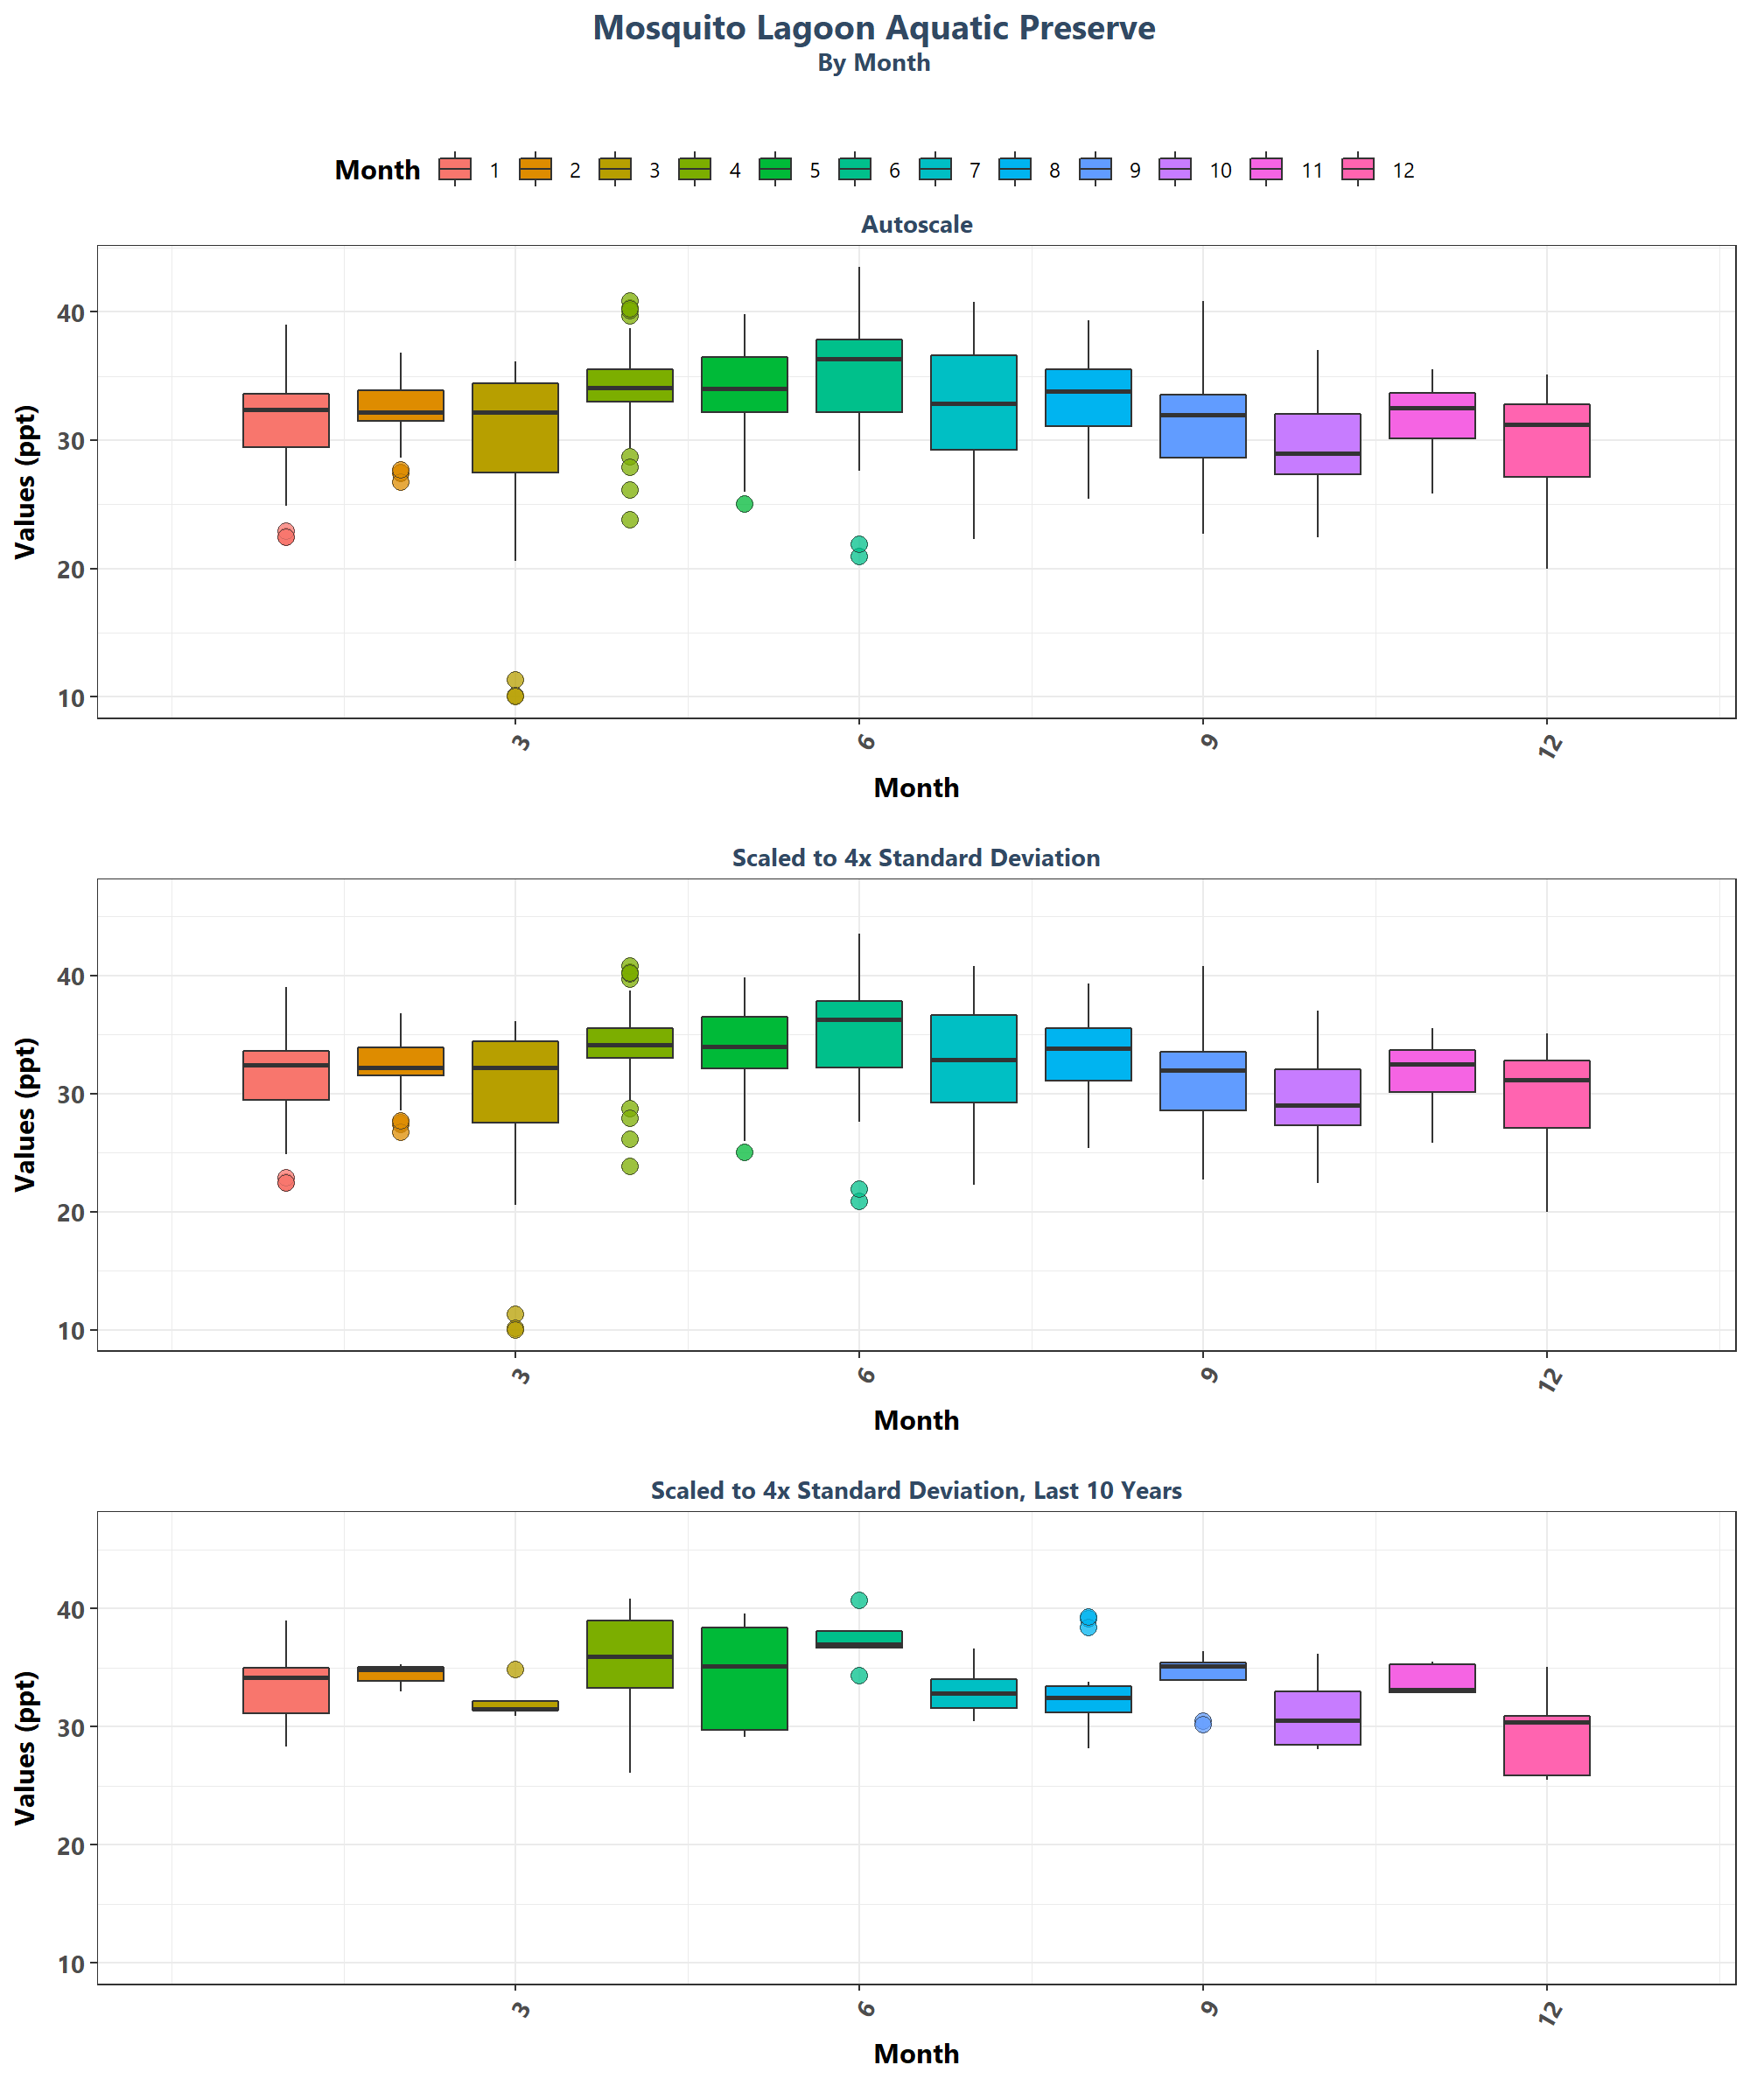 Mosquito Lagoon Aquatic Preserve
By Month
Month 1 2 3 4 5 6 7 8 9 10 11 12
Autoscale
Values (ppt)
40
30
20
10
3 6 9 12
Month
Scaled to 4x Standard Deviation
Values (ppt)
40
30
20
10
3 6 9 12
Month
Scaled to 4x Standard Deviation, Last 10 Years
Values (ppt)
40
30
20
10
3 6 9 12
Month